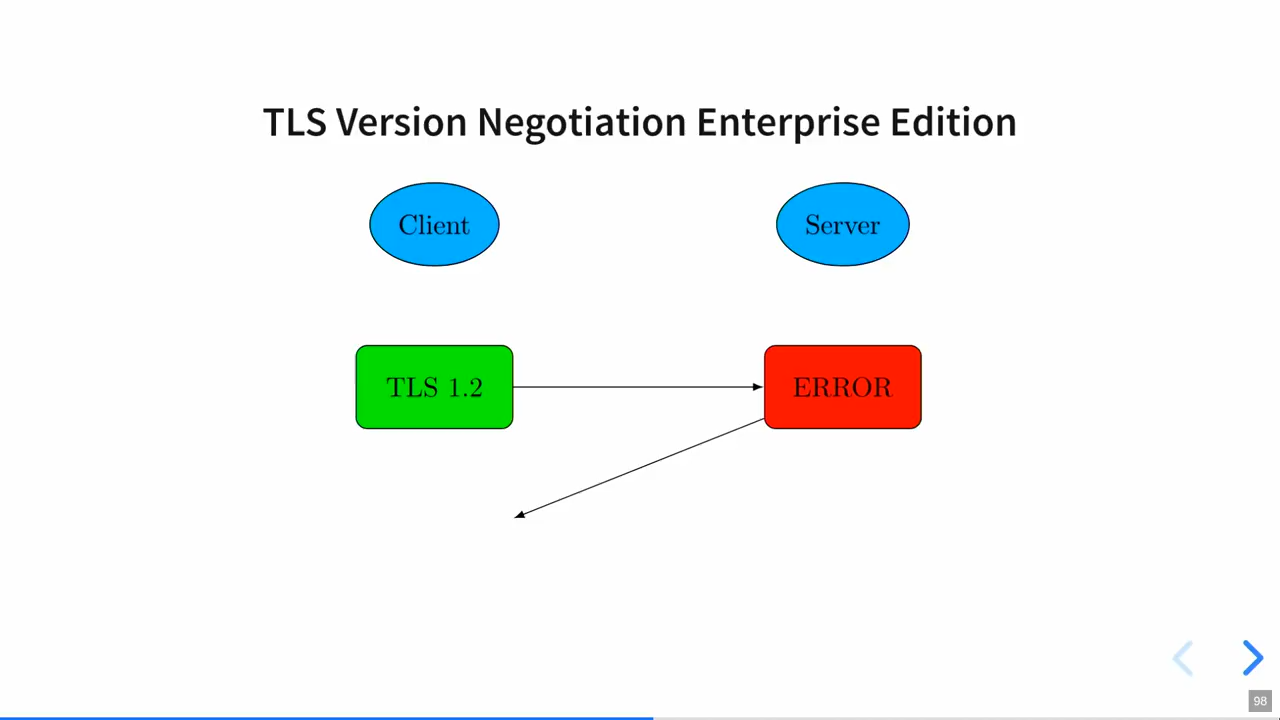 TLS Version Negotiation Enterprise Edition
Client
Server
TLS 1.2
ERROR
98